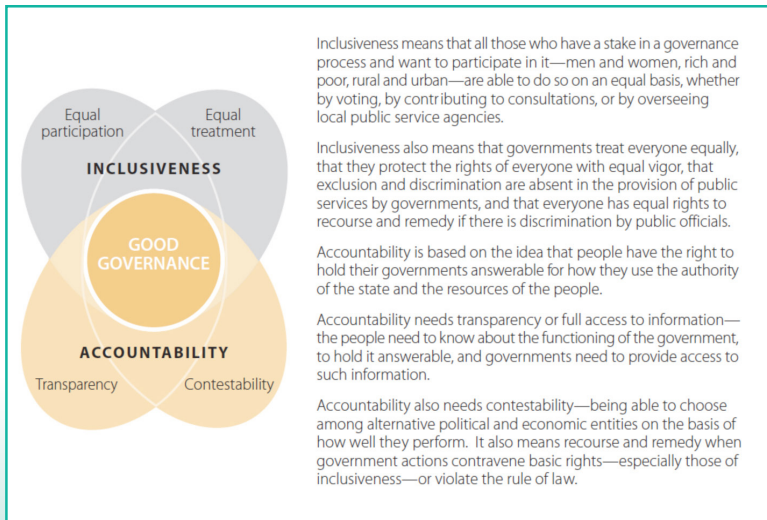 Equal
participation
Equal
treatment
INCLUSIVENESS
GOOD
GOVERNANCE
ACCOUNTABILITY
Transparency
Contestability
Inclusiveness means that all those who have a stake in a governance
process and want to participate in it—men and women, rich and
poor, rural and urban—are able to do so on an equal basis, whether
by voting, by contributing to consultations, or by overseeing
local public service agencies.
Inclusiveness also means that governments treat everyone equally,
that they protect the rights of everyone with equal vigor, that
exclusion and discrimination are absent in the provision of public
services by governments, and that everyone has equal rights to
recourse and remedy if there is discrimination by public officials.
Accountability is based on the idea that people have the right to
hold their governments answerable for how they use the authority
of the state and the resources of the people.
Accountability needs transparency or full access to information—
the people need to know about the functioning of the government,
to hold it answerable, and governments need to provide access to
such information.
Accountability also needs contestability—being able to choose
among alternative political and economic entities on the basis of
how well they perform. It also means recourse and remedy when
government actions contravene basic rights—especially those of
inclusiveness—or violate the rule of law.